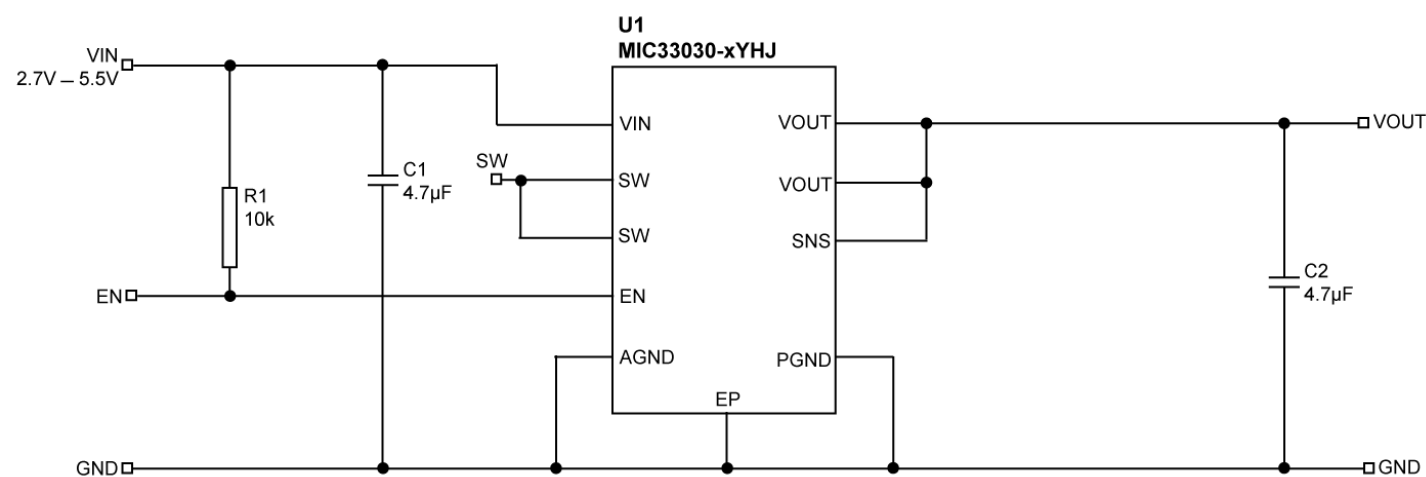 U1
MIC33030-xYHJ
VIN
2.7V – 5.5V
VIN
VOUT
VOUT
SW
C1
4.7µF
SW
VOUT
R1
10k
SW
SNS
EN
EN
C2
4.7µF
AGND
PGND
EP
GND
GND